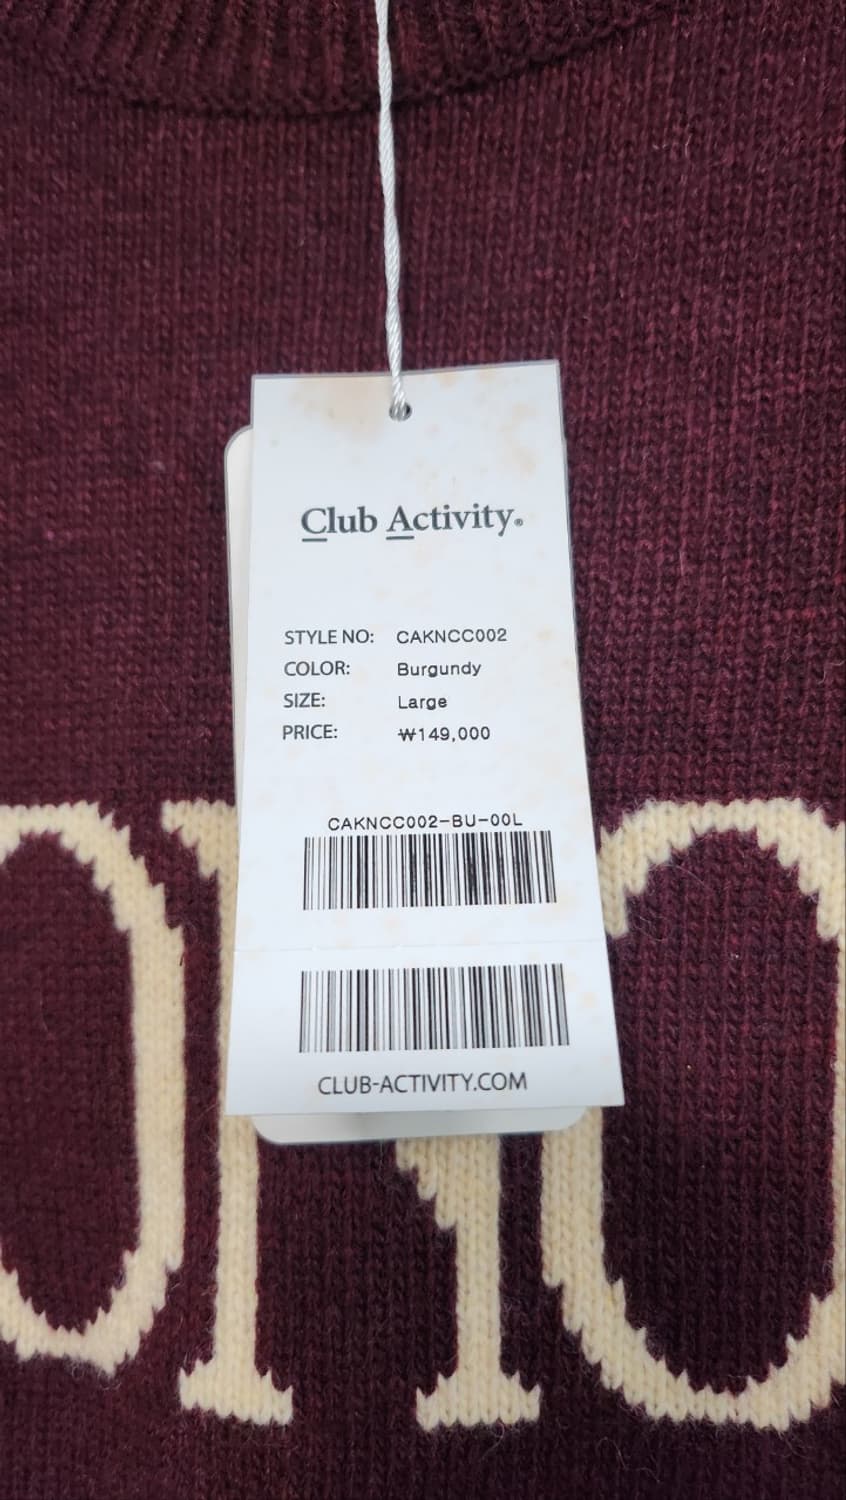 Club Activity®
STYLE NO: CAKNCC002
COLOR: Burgundy
SIZE: Large
PRICE: ₩149,000
CAKNCC002-BU-00L
CLUB-ACTIVITY.COM